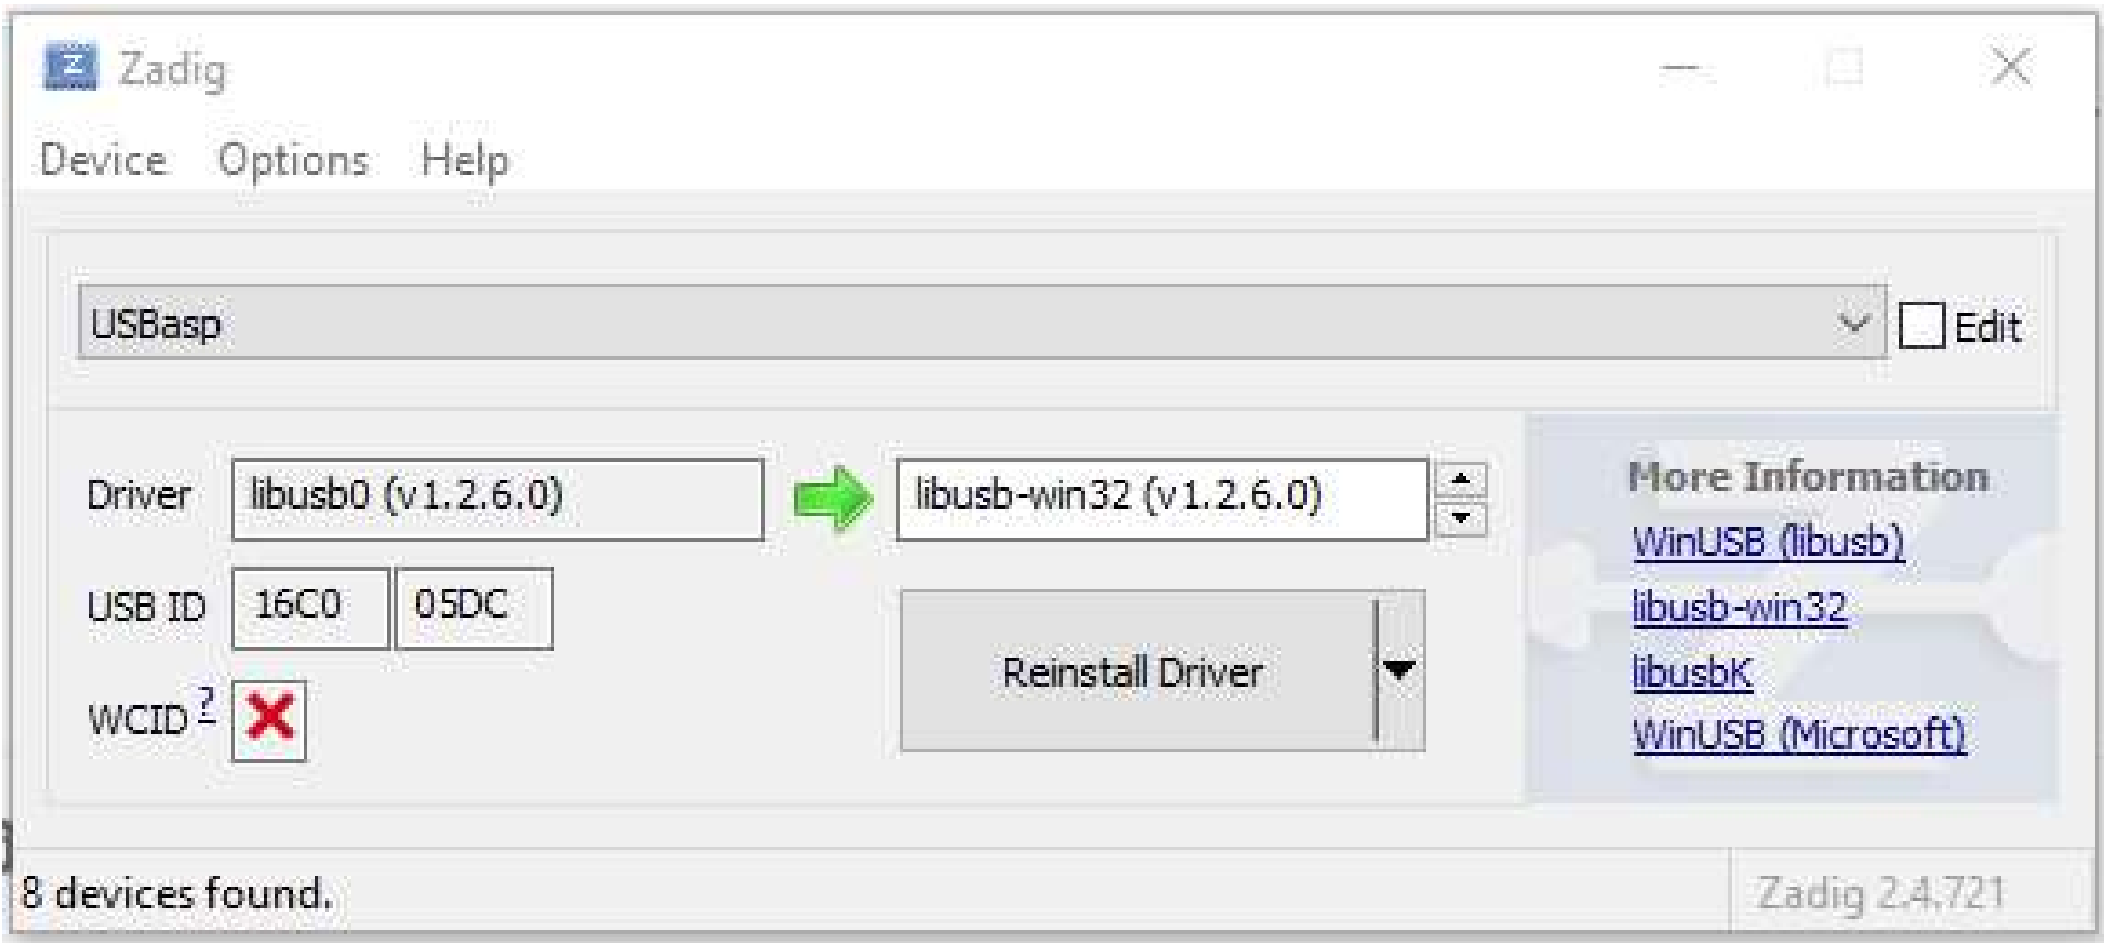 Zadig
Device Options Help
USBasp Edit
Driver libusb0 (v1.2.6.0) libusb-win32 (v1.2.6.0)
USB ID 16C0 05DC
WCID ?
Reinstall Driver
More Information
WinUSB (libusb)
libusb-win32
libusbK
WinUSB (Microsoft)
8 devices found.
Zadig 2.4.721